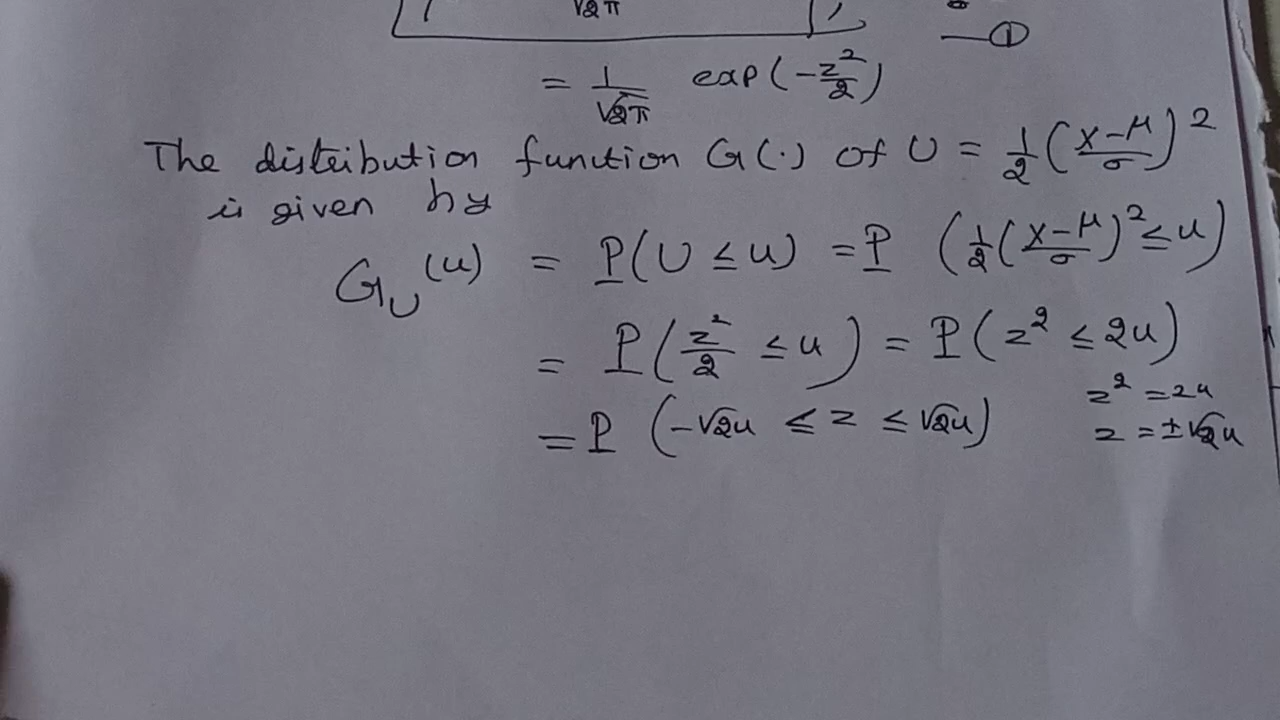 √2π
—①
= 1/√2π exp(-z²/2)
The distribution function G(·) of U = 1/2 (X-μ/σ)²
is given by
G_U(u) = P(U ≤ u) = P (1/2 (X-μ/σ)² ≤ u)
= P(z²/2 ≤ u) = P(z² ≤ 2u)
z² = 2u
= P (-√2u ≤ z ≤ √2u)
z = ±√2u